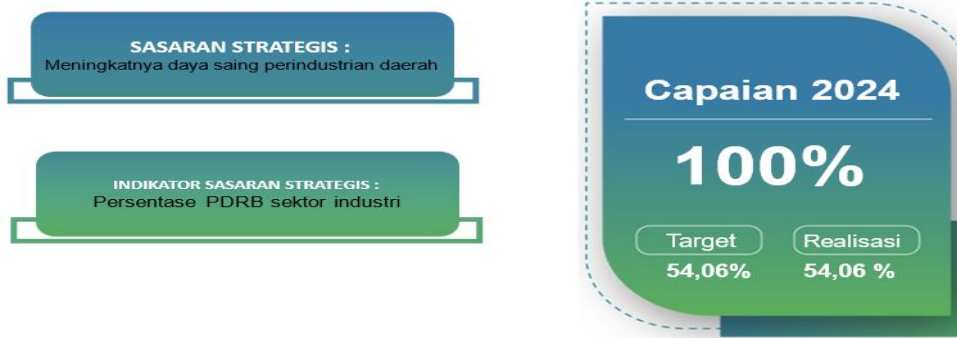 SASARAN STRATEGIS :
Meningkatnya daya saing perindustrian daerah
INDIKATOR SASARAN STRATEGIS :
Persentase PDRB sektor industri
Capaian 2024
100%
Target Realisasi
54,06% 54,06 %